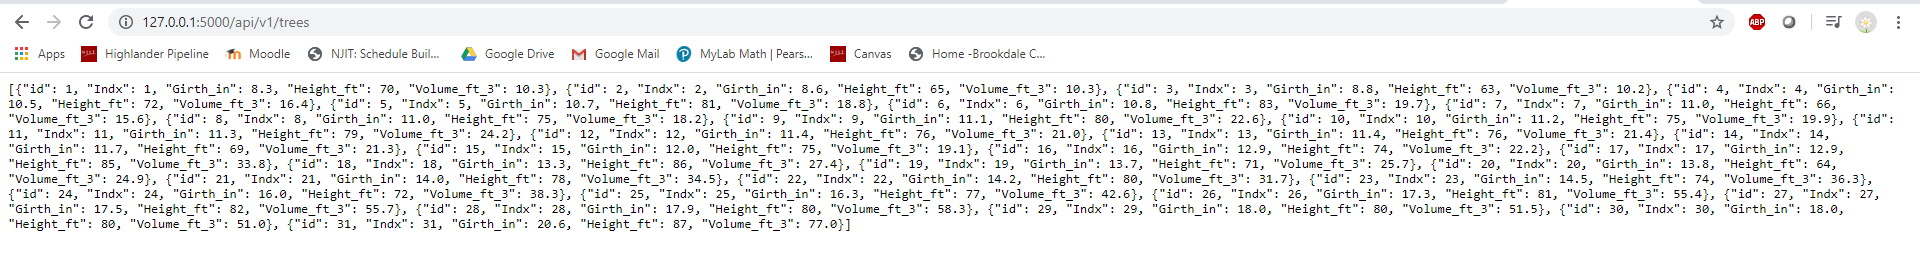 127.0.0.1:5000/api/v1/trees
ABP
Apps Highlander Pipeline Moodle NJIT: Schedule Buil... Google Drive Google Mail MyLab Math | Pears... Canvas Home -Brookdale C...
[{"id": 1, "Indx": 1, "Girth_in": 8.3, "Height_ft": 70, "Volume_ft_3": 10.3}, {"id": 2, "Indx": 2, "Girth_in": 8.6, "Height_ft": 65, "Volume_ft_3": 10.3}, {"id": 3, "Indx": 3, "Girth_in": 8.8, "Height_ft": 63, "Volume_ft_3": 10.2}, {"id": 4, "Indx": 4, "Girth_in":
10.5, "Height_ft": 72, "Volume_ft_3": 16.4}, {"id": 5, "Indx": 5, "Girth_in": 10.7, "Height_ft": 81, "Volume_ft_3": 18.8}, {"id": 6, "Indx": 6, "Girth_in": 10.8, "Height_ft": 83, "Volume_ft_3": 19.7}, {"id": 7, "Indx": 7, "Girth_in": 11.0, "Height_ft": 66,
"Volume_ft_3": 15.6}, {"id": 8, "Indx": 8, "Girth_in": 11.0, "Height_ft": 75, "Volume_ft_3": 18.2}, {"id": 9, "Indx": 9, "Girth_in": 11.1, "Height_ft": 80, "Volume_ft_3": 22.6}, {"id": 10, "Indx": 10, "Girth_in": 11.2, "Height_ft": 75, "Volume_ft_3": 19.9}, {"id":
11, "Indx": 11, "Girth_in": 11.3, "Height_ft": 79, "Volume_ft_3": 24.2}, {"id": 12, "Indx": 12, "Girth_in": 11.4, "Height_ft": 76, "Volume_ft_3": 21.0}, {"id": 13, "Indx": 13, "Girth_in": 11.4, "Height_ft": 76, "Volume_ft_3": 21.4}, {"id": 14, "Indx": 14,
"Girth_in": 11.7, "Height_ft": 69, "Volume_ft_3": 21.3}, {"id": 15, "Indx": 15, "Girth_in": 12.0, "Height_ft": 75, "Volume_ft_3": 19.1}, {"id": 16, "Indx": 16, "Girth_in": 12.9, "Height_ft": 74, "Volume_ft_3": 22.2}, {"id": 17, "Indx": 17, "Girth_in": 12.9,
"Height_ft": 85, "Volume_ft_3": 33.8}, {"id": 18, "Indx": 18, "Girth_in": 13.3, "Height_ft": 86, "Volume_ft_3": 27.4}, {"id": 19, "Indx": 19, "Girth_in": 13.7, "Height_ft": 71, "Volume_ft_3": 25.7}, {"id": 20, "Indx": 20, "Girth_in": 13.8, "Height_ft": 64,
"Volume_ft_3": 24.9}, {"id": 21, "Indx": 21, "Girth_in": 14.0, "Height_ft": 78, "Volume_ft_3": 34.5}, {"id": 22, "Indx": 22, "Girth_in": 14.2, "Height_ft": 80, "Volume_ft_3": 31.7}, {"id": 23, "Indx": 23, "Girth_in": 14.5, "Height_ft": 74, "Volume_ft_3": 36.3},
{"id": 24, "Indx": 24, "Girth_in": 16.0, "Height_ft": 72, "Volume_ft_3": 38.3}, {"id": 25, "Indx": 25, "Girth_in": 16.3, "Height_ft": 77, "Volume_ft_3": 42.6}, {"id": 26, "Indx": 26, "Girth_in": 17.3, "Height_ft": 81, "Volume_ft_3": 55.4}, {"id": 27, "Indx": 27,
"Girth_in": 17.5, "Height_ft": 82, "Volume_ft_3": 55.7}, {"id": 28, "Indx": 28, "Girth_in": 17.9, "Height_ft": 80, "Volume_ft_3": 58.3}, {"id": 29, "Indx": 29, "Girth_in": 18.0, "Height_ft": 80, "Volume_ft_3": 51.5}, {"id": 30, "Indx": 30, "Girth_in": 18.0,
"Height_ft": 80, "Volume_ft_3": 51.0}, {"id": 31, "Indx": 31, "Girth_in": 20.6, "Height_ft": 87, "Volume_ft_3": 77.0}]